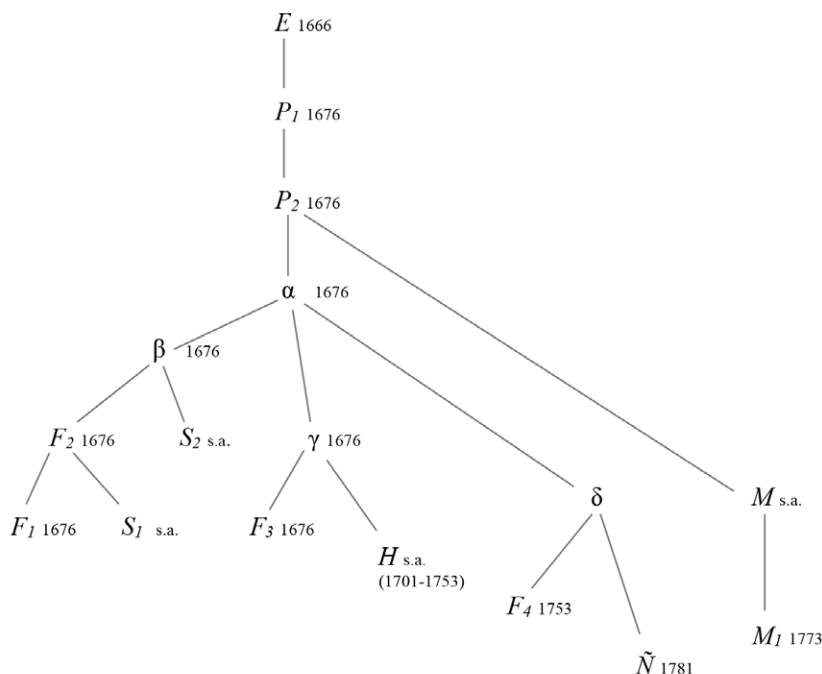 E 1666
P1 1676
P2 1676
α 1676
β 1676
F2 1676 S2 s.a. γ 1676
δ M s.a.
F1 1676 S1 s.a. F3 1676
H s.a.
(1701-1753)
F4 1753
M1 1773
Ñ 1781